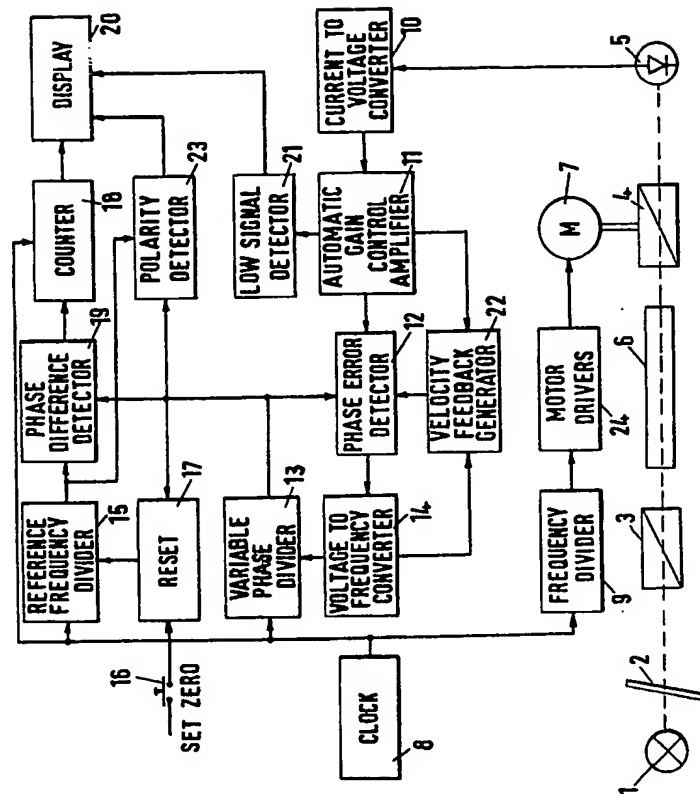 DISPLAY
20
COUNTER
18
POLARITY
DETECTOR
23
PHASE
DIFFERENCE
DETECTOR
19
REFERENCE
FREQUENCY
DIVIDER
15
RESET
17
16
SET ZERO
LOW SIGNAL
DETECTOR
21
CURRENT TO
VOLTAGE
CONVERTER
10
AUTOMATIC
GAIN
CONTROL
AMPLIFIER
11
PHASE ERROR
DETECTOR
12
VELOCITY
FEEDBACK
GENERATOR
22
VARIABLE
PHASE
DIVIDER
13
VOLTAGE TO
FREQUENCY
CONVERTER
14
CLOCK
8
FREQUENCY
DIVIDER
9
MOTOR
DRIVERS
24
M
7
1
2
3
6
4
5